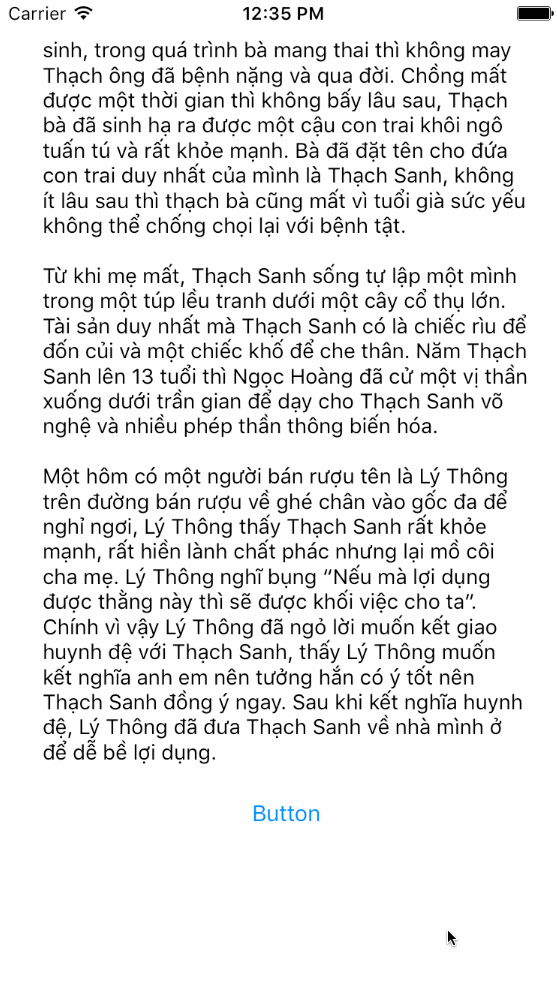 Carrier 12:35 PM
sinh, trong quá trình bà mang thai thì không may
Thạch ông đã bệnh nặng và qua đời. Chồng mất
được một thời gian thì không bấy lâu sau, Thạch
bà đã sinh hạ ra được một cậu con trai khôi ngô
tuấn tú và rất khỏe mạnh. Bà đã đặt tên cho đứa
con trai duy nhất của mình là Thạch Sanh, không
ít lâu sau thì thạch bà cũng mất vì tuổi già sức yếu
không thể chống chọi lại với bệnh tật.
Từ khi mẹ mất, Thạch Sanh sống tự lập một mình
trong một túp lều tranh dưới một cây cổ thụ lớn.
Tài sản duy nhất mà Thạch Sanh có là chiếc rìu để
đốn củi và một chiếc khố để che thân. Năm Thạch
Sanh lên 13 tuổi thì Ngọc Hoàng đã cử một vị thần
xuống dưới trần gian để dạy cho Thạch Sanh võ
nghệ và nhiều phép thần thông biến hóa.
Một hôm có một người bán rượu tên là Lý Thông
trên đường bán rượu về ghé chân vào gốc đa để
nghỉ ngơi, Lý Thông thấy Thạch Sanh rất khỏe
mạnh, rất hiền lành chất phác nhưng lại mồ côi
cha mẹ. Lý Thông nghĩ bụng “Nếu mà lợi dụng
được thằng này thì sẽ được khối việc cho ta”.
Chính vì vậy Lý Thông đã ngỏ lời muốn kết giao
huynh đệ với Thạch Sanh, thấy Lý Thông muốn
kết nghĩa anh em nên tưởng hắn có ý tốt nên
Thạch Sanh đồng ý ngay. Sau khi kết nghĩa huynh
đệ, Lý Thông đã đưa Thạch Sanh về nhà mình ở
để dễ bề lợi dụng.
Button